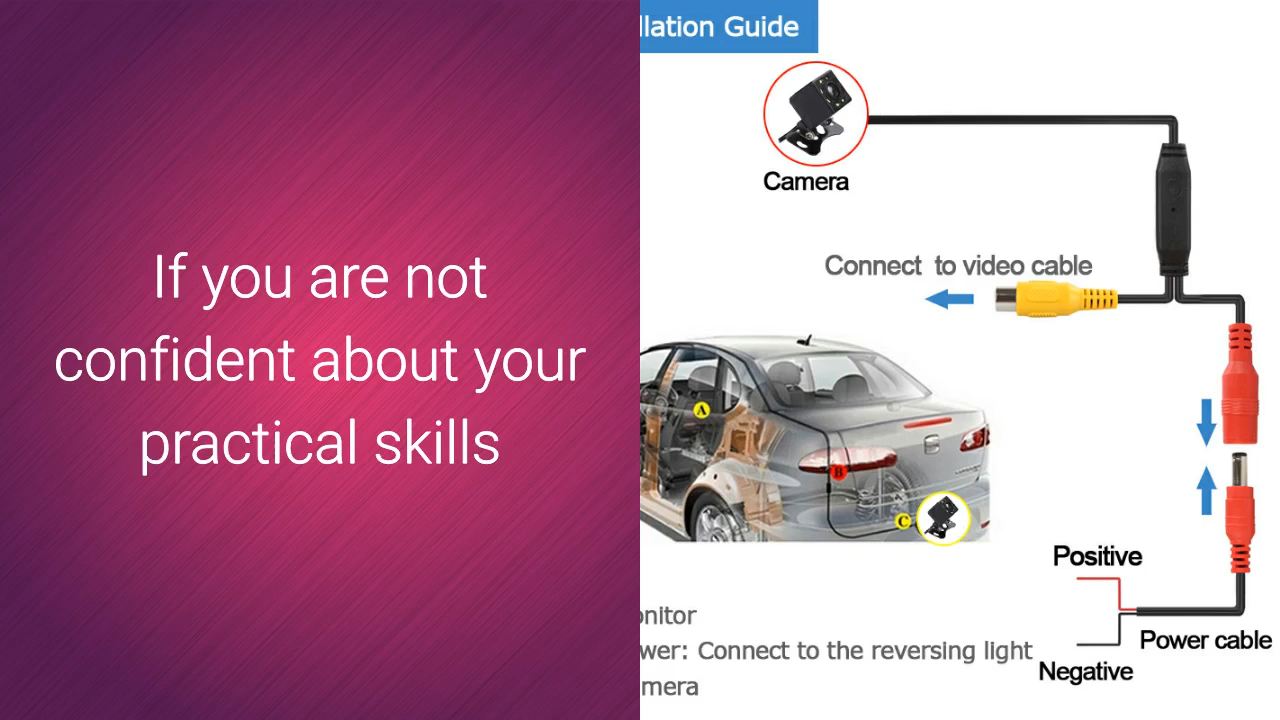 If you are not
confident about your
practical skills
llation Guide
Camera
Connect to video cable
A
B
C
Positive
onitor
Power cable
wer: Connect to the reversing light
Negative
mera